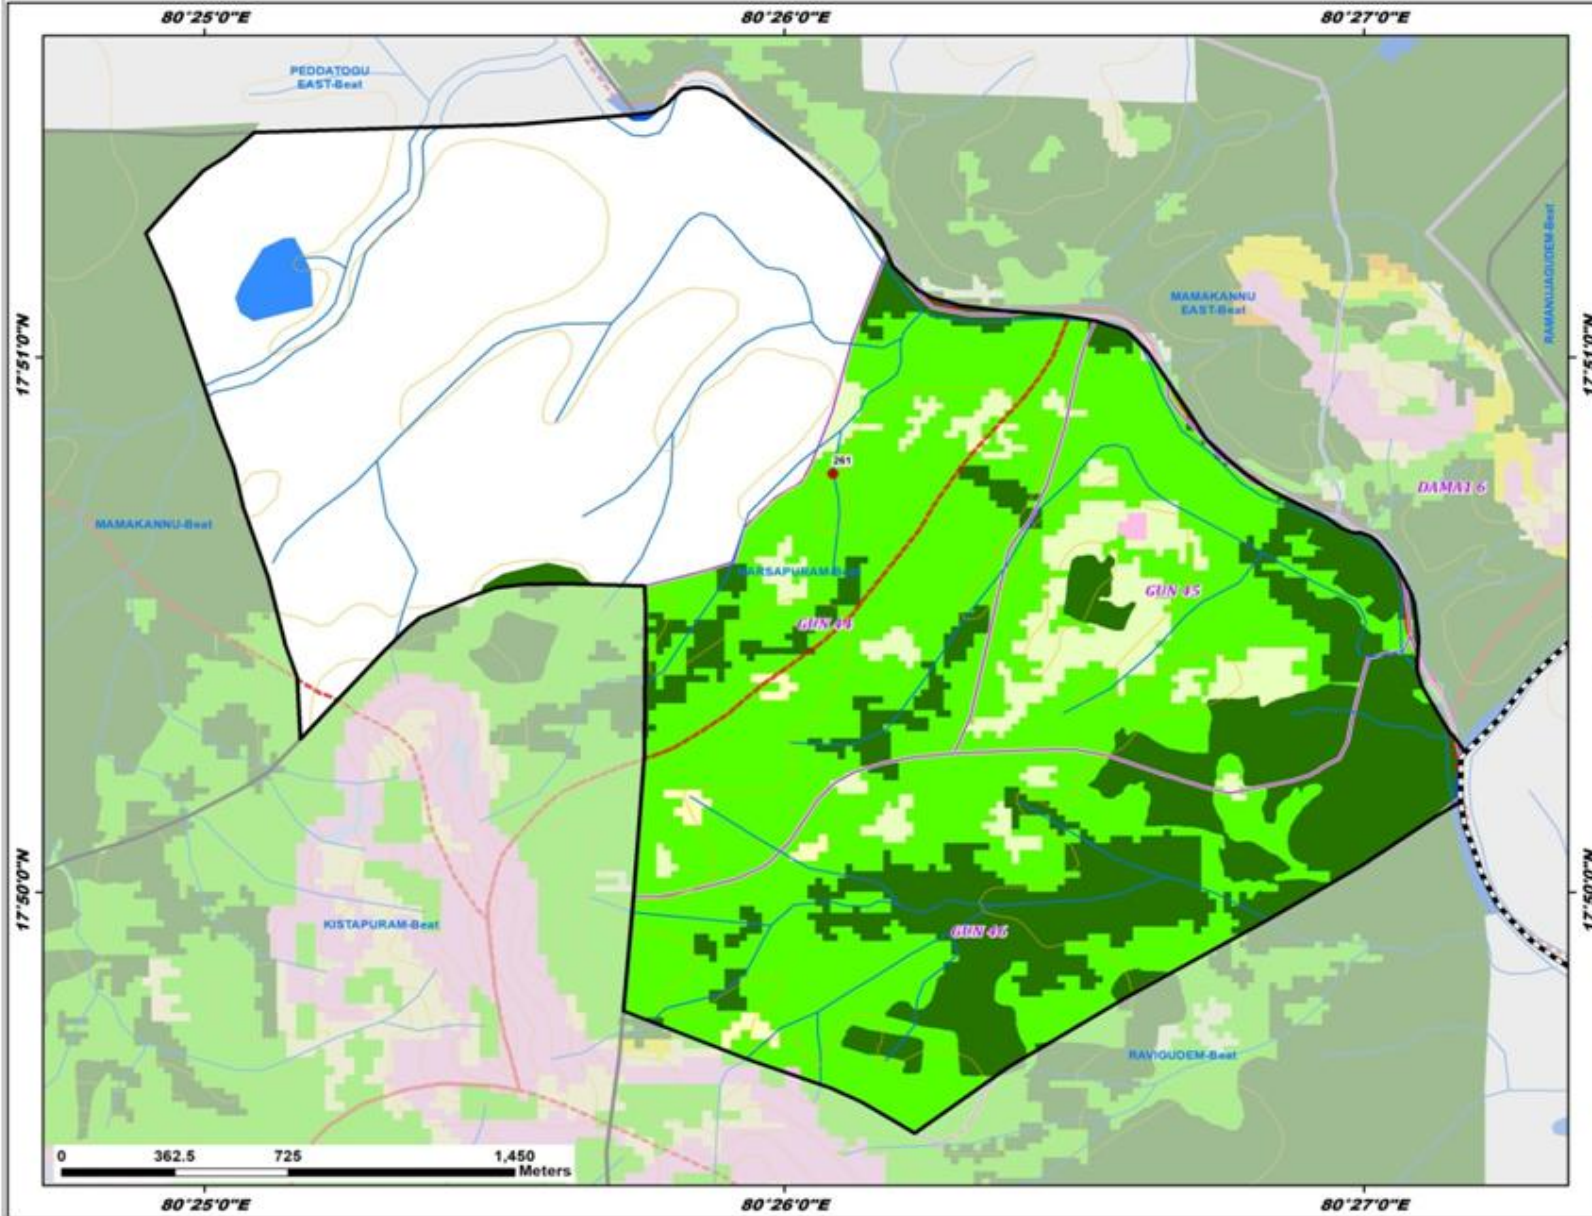 80°25'0"E 80°26'0"E 80°27'0"E
PEDDATOGU
EAST-Beat
RAMANUJAGUDEM-Beat
MAMAKANNU
EAST-Beat
17°51'0"N 17°51'0"N
261
DAMA1 6
MAMAKANNU-Beat
GUN 45
GUN 44
KISTAPURAM-Beat
GUN 46
17°50'0"N 17°50'0"N
RAVIGUDEM-Beat
0 362.5 725 1,450
Meters
80°25'0"E 80°26'0"E 80°27'0"E